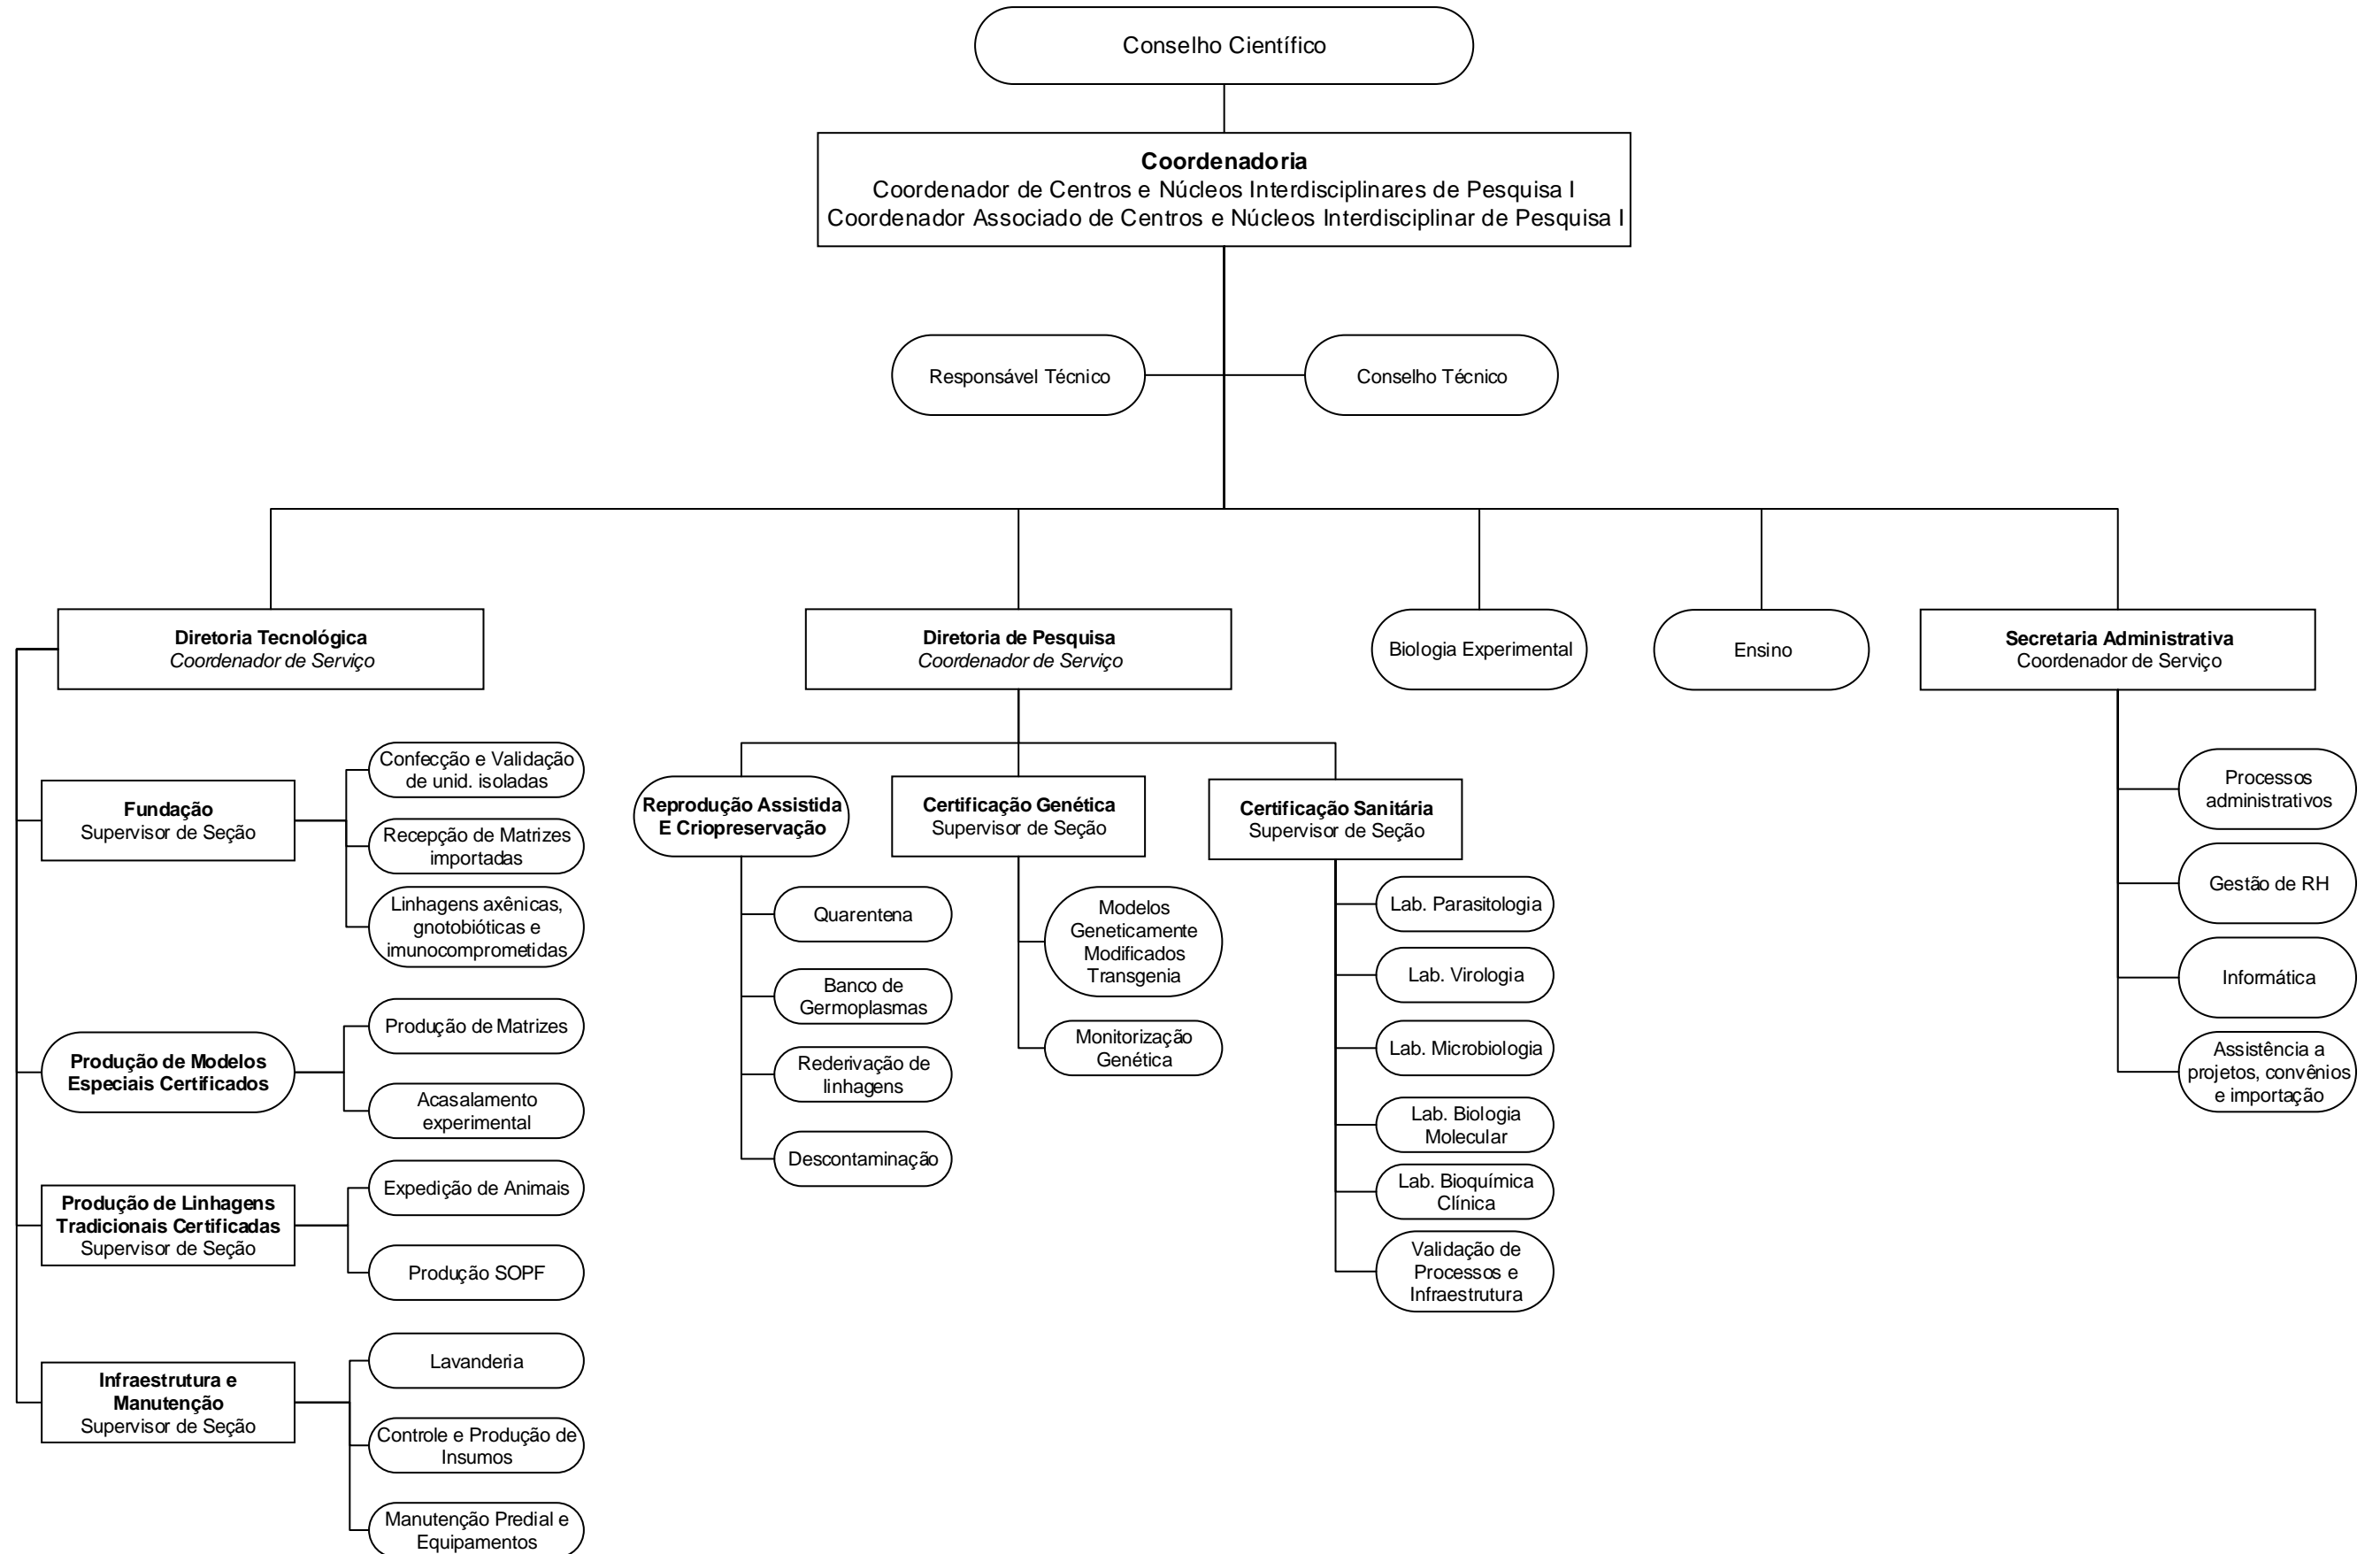 Conselho Científico
Coordenadoria
Coordenador de Centros e Núcleos Interdisciplinares de Pesquisa I
Coordenador Associado de Centros e Núcleos Interdisciplinar de Pesquisa I
Responsável Técnico
Conselho Técnico
Diretoria Tecnológica
Coordenador de Serviço
Diretoria de Pesquisa
Coordenador de Serviço
Biologia Experimental
Ensino
Secretaria Administrativa
Coordenador de Serviço
Fundação
Supervisor de Seção
Confecção e Validação
de unid. isoladas
Recepção de Matrizes
importadas
Linhagens axênicas,
gnotobióticas e
imunocomprometidas
Produção de Modelos
Especiais Certificados
Produção de Matrizes
Acasalamento
experimental
Produção de Linhagens
Tradicionais Certificadas
Supervisor de Seção
Expedição de Animais
Produção SOPF
Infraestrutura e
Manutenção
Supervisor de Seção
Lavanderia
Controle e Produção de
Insumos
Manutenção Predial e
Equipamentos
Reprodução Assistida
E Criopreservação
Quarentena
Banco de
Germoplasmas
Rederivação de
linhagens
Descontaminação
Certificação Genética
Supervisor de Seção
Modelos
Geneticamente
Modificados
Transgenia
Monitorização
Genética
Certificação Sanitária
Supervisor de Seção
Lab. Parasitologia
Lab. Virologia
Lab. Microbiologia
Lab. Biologia
Molecular
Lab. Bioquímica
Clínica
Validação de
Processos e
Infraestrutura
Processos
administrativos
Gestão de RH
Informática
Assistência a
projetos, convênios
e importação